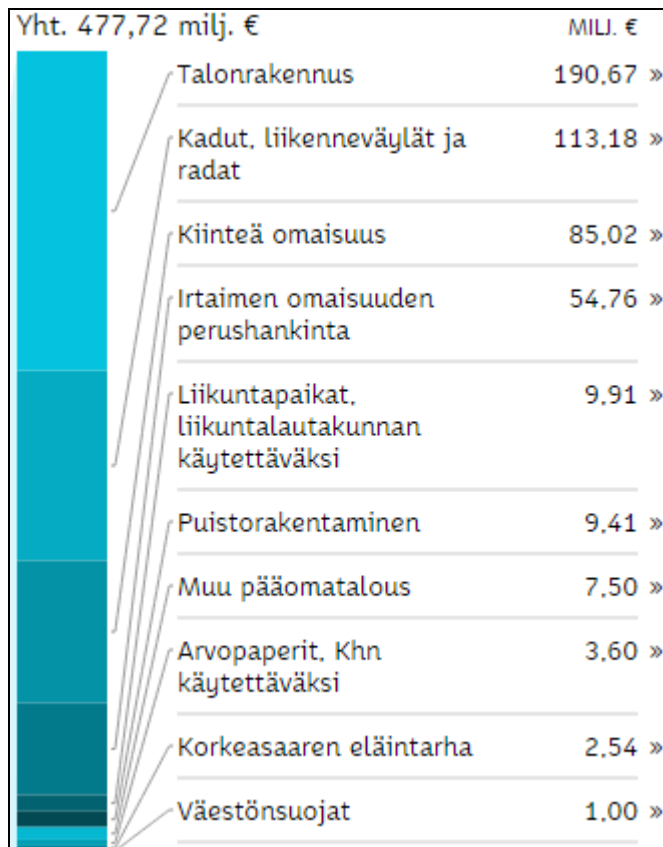 Yht. 477,72 milj. € MILJ. €
Talonrakennus 190,67 »
Kadut, liikenneväylät ja 113,18 »
radat
Kiinteä omaisuus 85,02 »
Irtaimen omaisuuden 54,76 »
perushankinta
Liikuntapaikat, 9,91 »
liikuntalautakunnan
käytettäväksi
Puistorakentaminen 9,41 »
Muu pääomatalous 7,50 »
Arvopaperit, Khn 3,60 »
käytettäväksi
Korkeasaaren eläintarha 2,54 »
Väestönsuojat 1,00 »